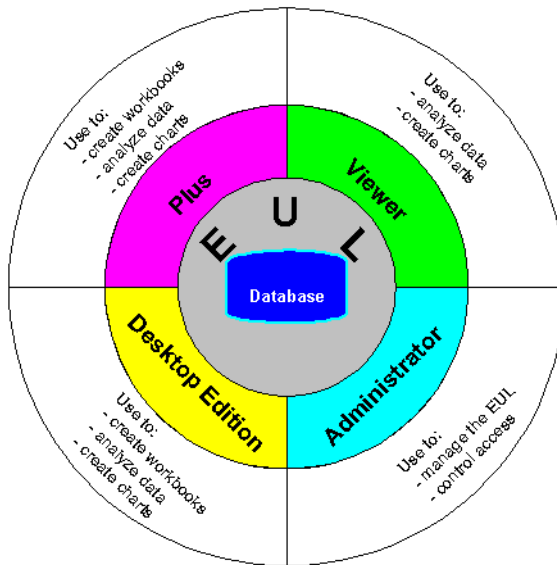 Use to:
- create workbooks
- analyze data
- create charts
Use to:
- analyze data
- create charts
Plus
Viewer
E U L
Database
Desktop Edition
Administrator
Use to:
- create workbooks
- analyze data
- create charts
Use to:
- manage the EUL
- control access